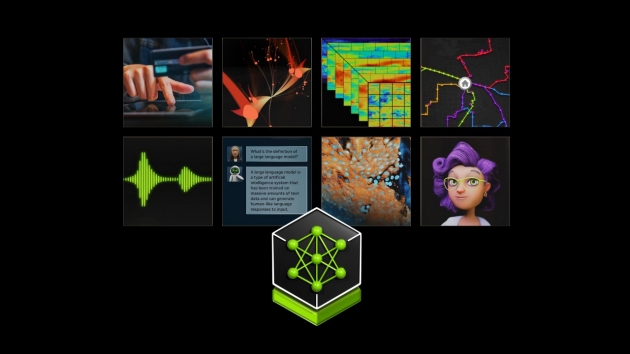 What's the definition of
a large language model?
A large language model is
a type of artificial
intelligence system that
has been trained on
massive amounts of text
data and can generate
human-like language
responses to input.